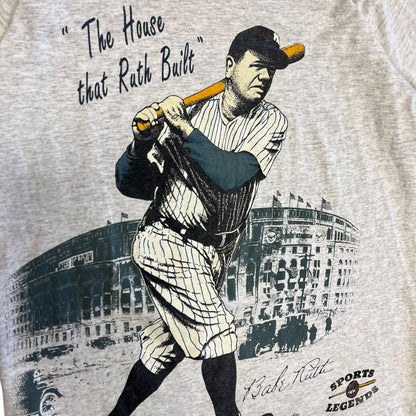 "The House
that Ruth Built"
Babe Ruth
SPORTS
LEGENDS